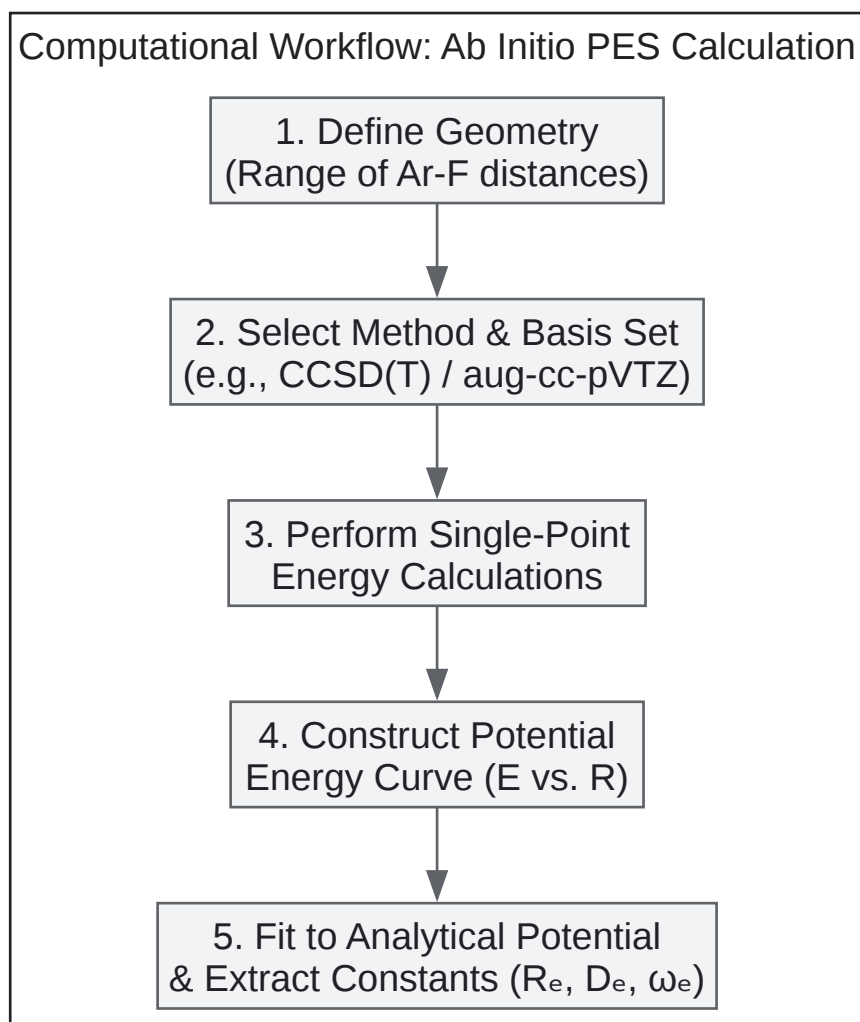 Computational Workflow: Ab Initio PES Calculation
1. Define Geometry
(Range of Ar-F distances)
2. Select Method & Basis Set
(e.g., CCSD(T) / aug-cc-pVTZ)
3. Perform Single-Point
Energy Calculations
4. Construct Potential
Energy Curve (E vs. R)
5. Fit to Analytical Potential
& Extract Constants (Rₑ, Dₑ, ωₑ)